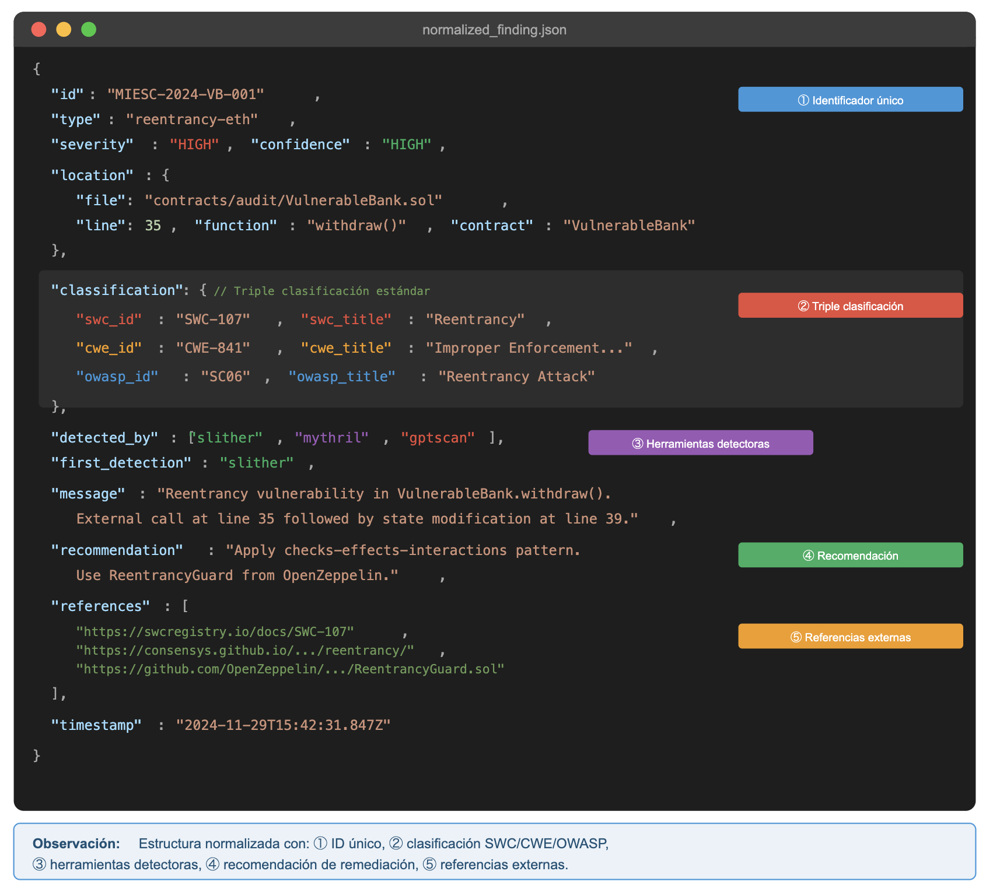 normalized_finding.json
{
"id" : "MIESC-2024-VB-001" ,
① Identificador único
"type" : "reentrancy-eth" ,
"severity" : "HIGH" , "confidence" : "HIGH" ,
"location" : {
"file": "contracts/audit/VulnerableBank.sol" ,
"line": 35 , "function" : "withdraw()" , "contract" : "VulnerableBank"
},
"classification": { // Triple clasificación estándar
② Triple clasificación
"swc_id" : "SWC-107" , "swc_title" : "Reentrancy" ,
"cwe_id" : "CWE-841" , "cwe_title" : "Improper Enforcement..." ,
"owasp_id" : "SC06" , "owasp_title" : "Reentrancy Attack"
},
"detected_by" : ["slither" , "mythril" , "gptscan" ],
③ Herramientas detectoras
"first_detection" : "slither" ,
"message" : "Reentrancy vulnerability in VulnerableBank.withdraw().
External call at line 35 followed by state modification at line 39." ,
"recommendation" : "Apply checks-effects-interactions pattern.
④ Recomendación
Use ReentrancyGuard from OpenZeppelin." ,
"references" : [
"https://swcregistry.io/docs/SWC-107" ,
⑤ Referencias externas
"https://consensys.github.io/.../reentrancy/" ,
"https://github.com/OpenZeppelin/.../ReentrancyGuard.sol"
],
"timestamp" : "2024-11-29T15:42:31.847Z"
}
Observación: Estructura normalizada con: ① ID único, ② clasificación SWC/CWE/OWASP,
③ herramientas detectoras, ④ recomendación de remediación, ⑤ referencias externas.